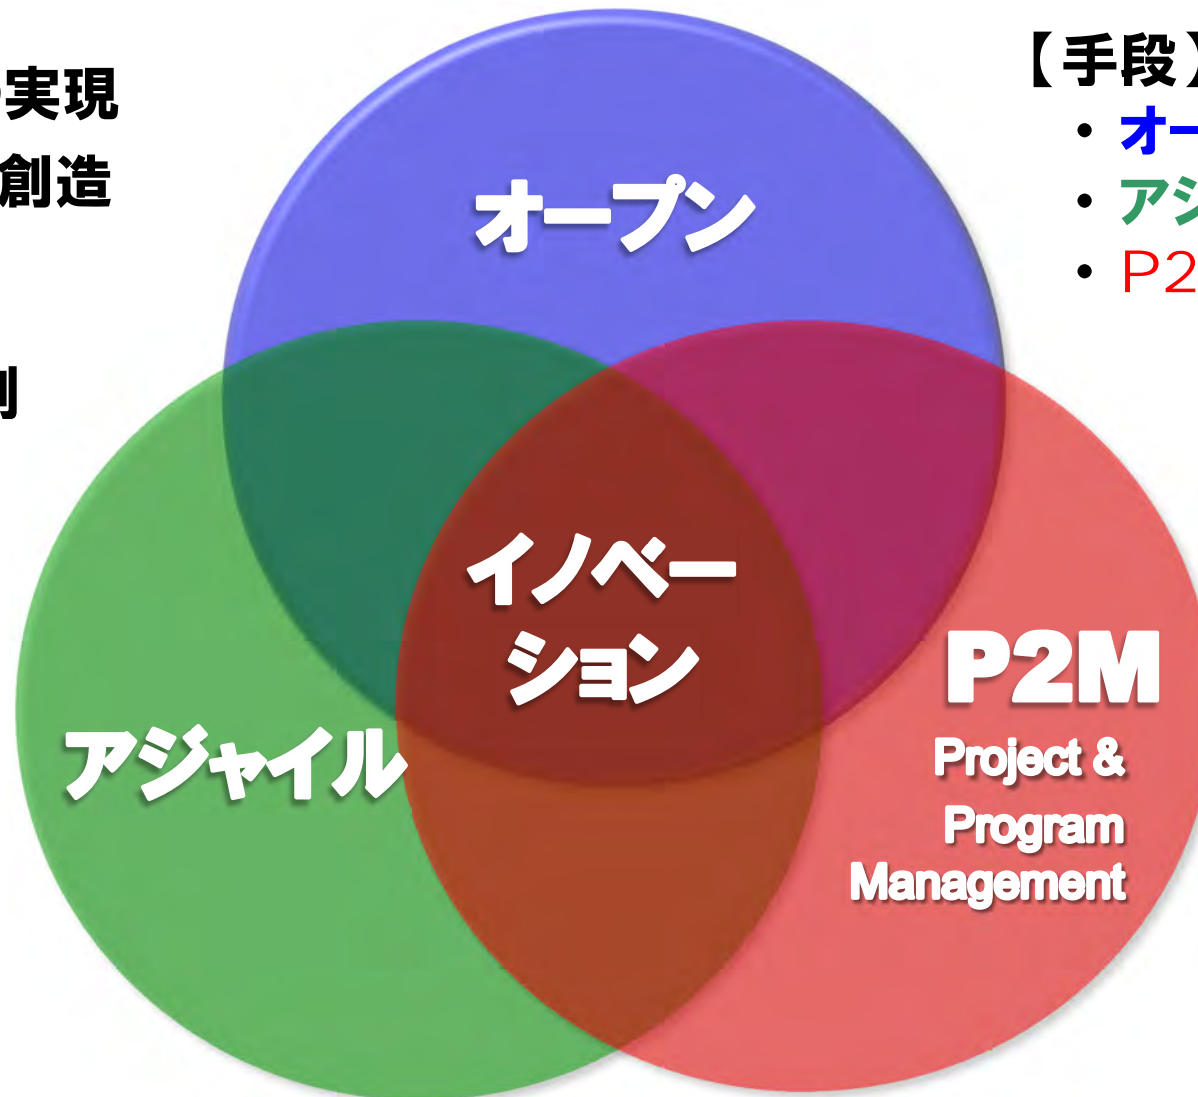 実現
創造
【手段】
• オー
• アジ
• P2
オープン
イノベー
ション
アジャイル
P2M
Project &
Program
Management